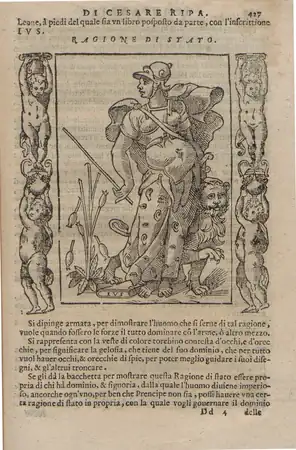 DI CESARE RIPA. 427
Leone, à piedi del quale sia vn libro posposto da parte, con l'inscrittione
IVS.
RAGIONE DI STATO.
IVS
Si dipinge armata, per dimostrare l'huomo che si serue di tal ragione,
vuole quando fossero le forze il tutto dominare cõ l'arme, ò altro mezzo.
Si rappresenta con la veste di colore torchino contesta d'occhi, e d'orec
chie, per significare la gelosia, che tiene del suo dominio, che per tutto
vuol hauer occhi, & orecchie di spie, per poter meglio guidare i suoi dise
gni, & gl'altrui troncare.
Se gli dà la bacchetta per mostrare questa Ragione di stato essere pro
pria di chi hà dominio, & signoria, dalla quale l'huomo diuiene imperio
so, ancorche ogn'vno, per ben che Prencipe non sia, possi hauere vna cer
ta ragione di stato in propria, con la quale vogli gouernare il dominio
Dd 4 delle